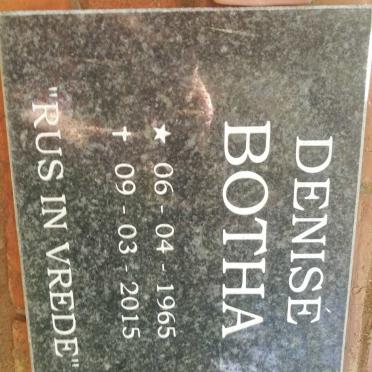 DENISÉ
BOTHA
★ 06 - 04 - 1965
✝ 09 - 03 - 2015
"RUS IN VREDE"